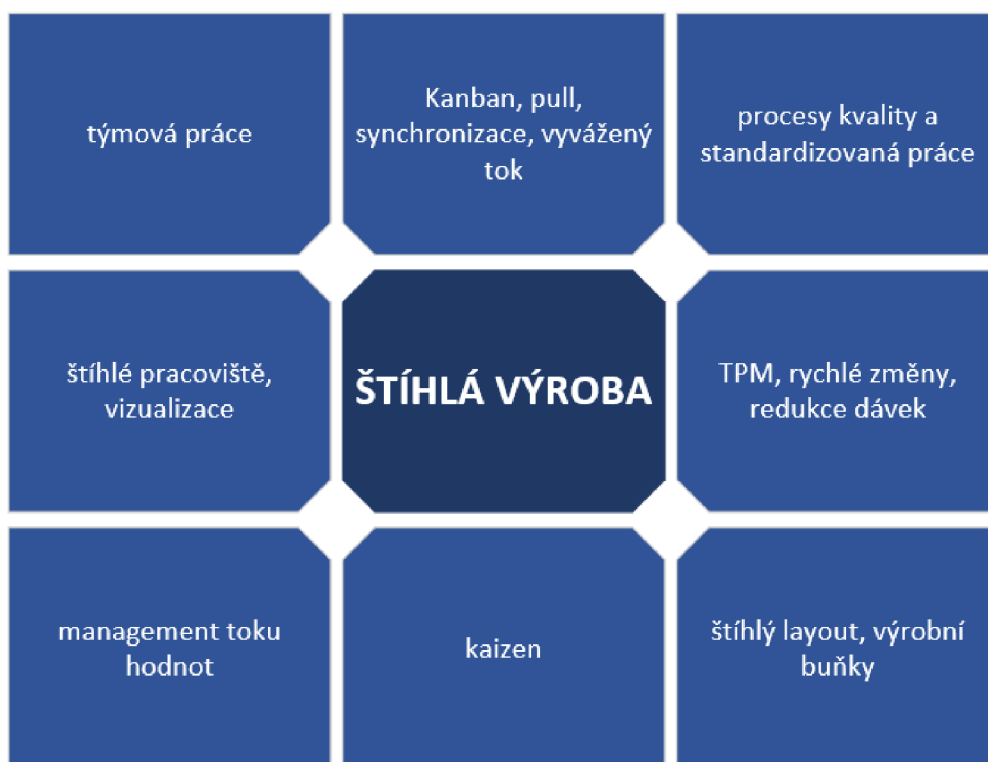 týmová práce
Kanban, pull,
synchronizace, vyvážený
tok
procesy kvality a
standardizovaná práce
štíhlé pracoviště,
vizualizace
ŠTÍHLÁ VÝROBA
TPM, rychlé změny,
redukce dávek
management toku
hodnot
kaizen
štíhlý layout, výrobní
buňky